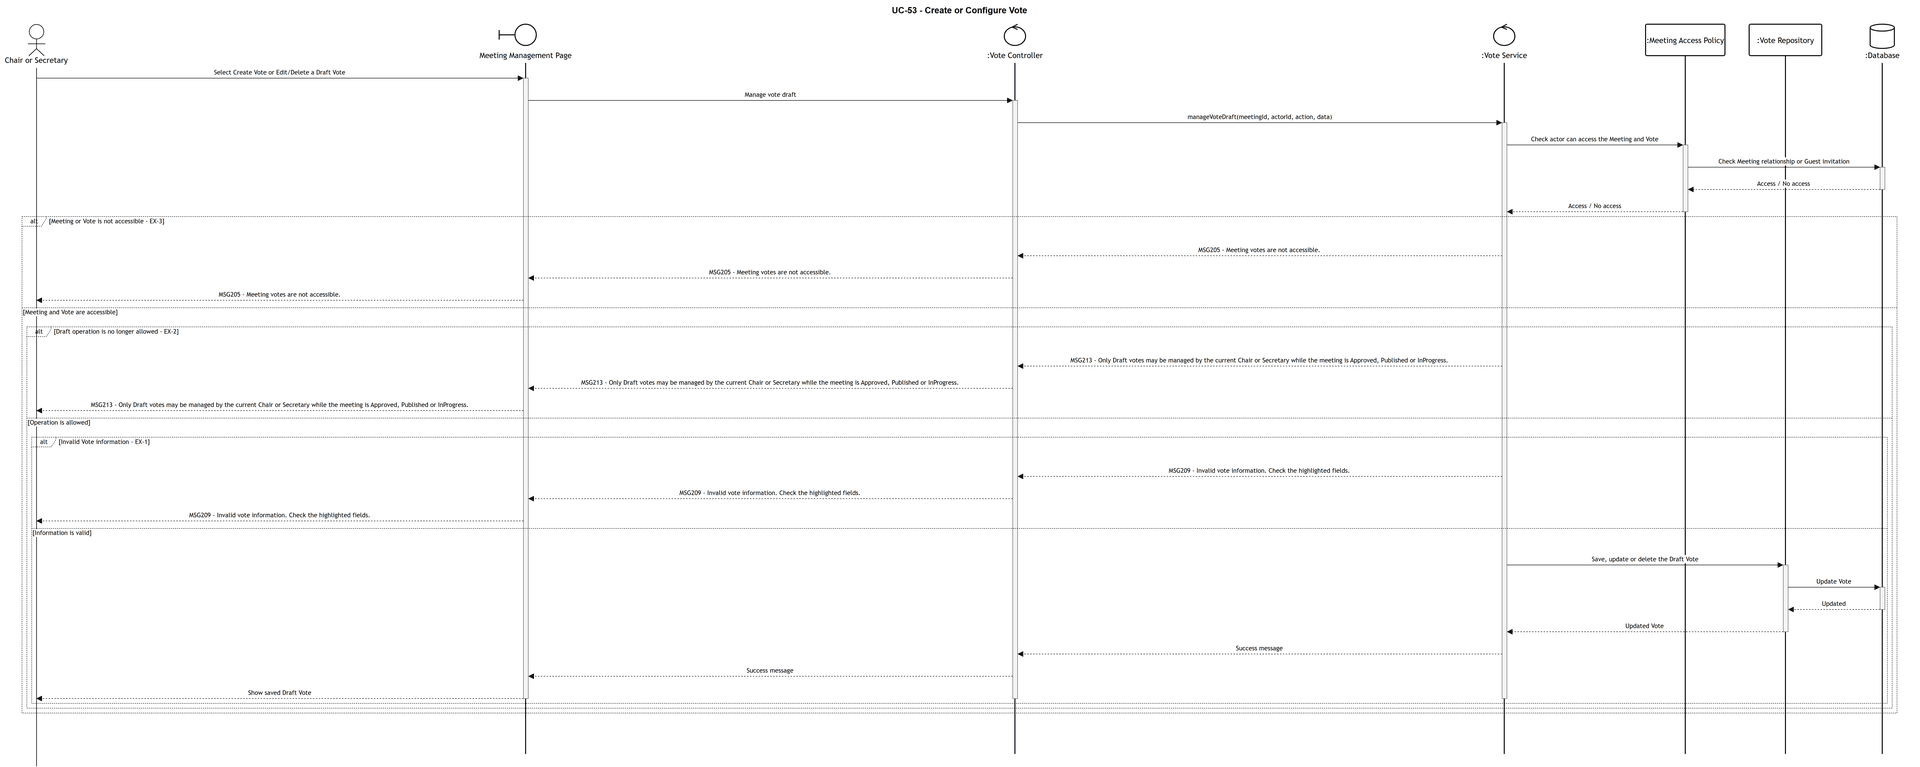 UC-53 - Create or Configure Vote
Chair or Secretary
Meeting Management Page
:Vote Controller
:Vote Service
:Meeting Access Policy
:Vote Repository
:Database
Select Create Vote or Edit/Delete a Draft Vote
Manage vote draft
manageVoteDraft(meetingId, actorId, action, data)
Check actor can access the Meeting and Vote
Check Meeting relationship or Guest invitation
Access / No access
Access / No access
alt
[Meeting or Vote is not accessible - EX-3]
MSG205 - Meeting votes are not accessible.
MSG205 - Meeting votes are not accessible.
MSG205 - Meeting votes are not accessible.
[Meeting and Vote are accessible]
alt
[Draft operation is no longer allowed - EX-2]
MSG213 - Only Draft votes may be managed by the current Chair or Secretary while the meeting is Approved, Published or InProgress.
MSG213 - Only Draft votes may be managed by the current Chair or Secretary while the meeting is Approved, Published or InProgress.
MSG213 - Only Draft votes may be managed by the current Chair or Secretary while the meeting is Approved, Published or InProgress.
[Operation is allowed]
alt
[Invalid Vote information - EX-1]
MSG209 - Invalid vote information. Check the highlighted fields.
MSG209 - Invalid vote information. Check the highlighted fields.
MSG209 - Invalid vote information. Check the highlighted fields.
[Information is valid]
Save, update or delete the Draft Vote
Update Vote
Updated
Updated Vote
Success message
Success message
Show saved Draft Vote